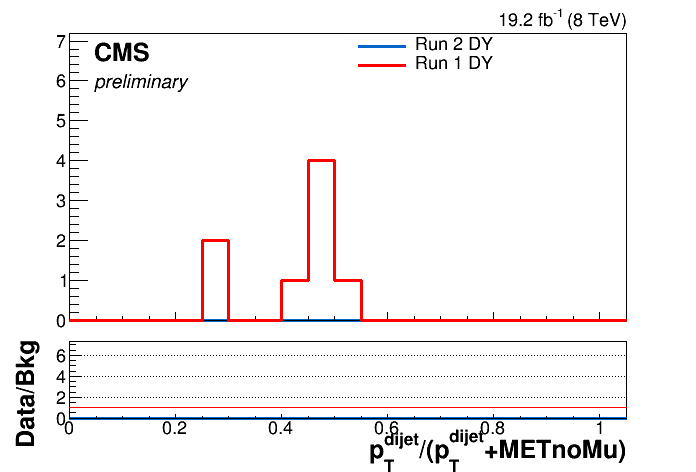 19.2 fb⁻¹ (8 TeV)
CMS
preliminary
Run 2 DY
Run 1 DY
7
6
5
4
3
2
1
0
Data/Bkg
6
4
2
0
0 0.2 0.4 0.6 0.8 1
p_T^dijet/(p_T^dijet+METnoMu)